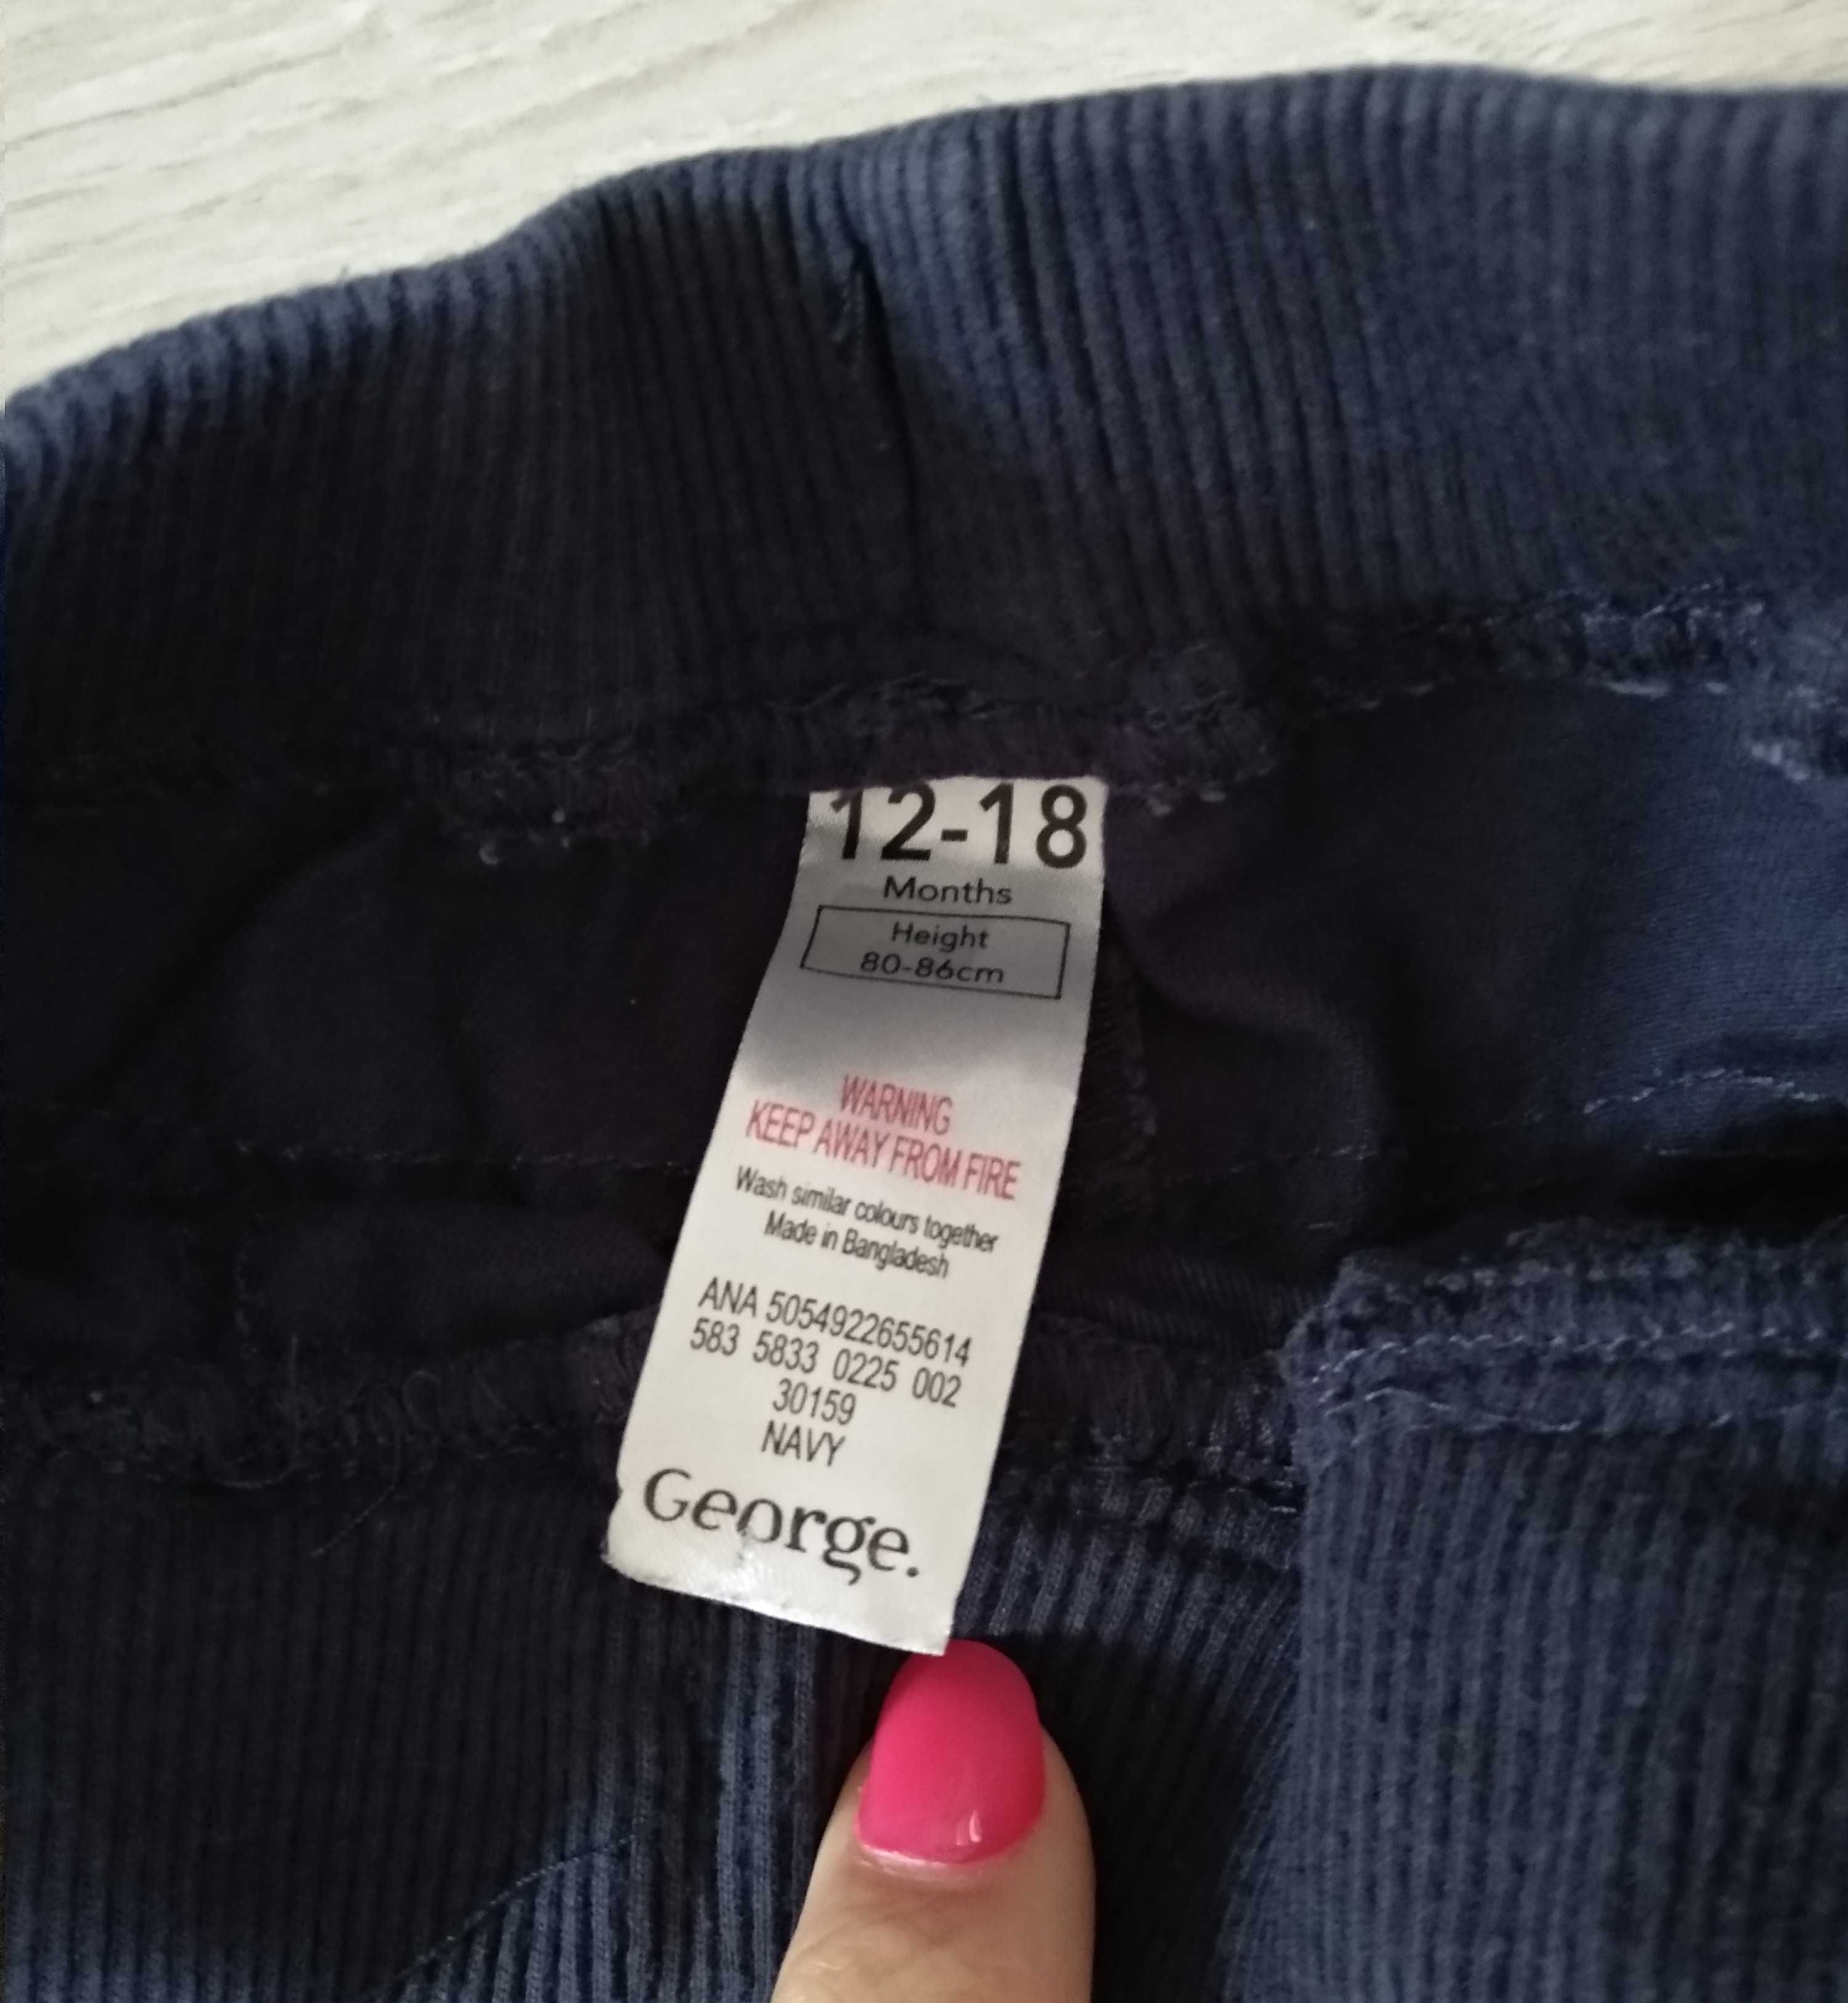 12-18
Months
Height
80-86cm
WARNING
KEEP AWAY FROM FIRE
Wash similar colours together
Made in Bangladesh
ANA 5054922655614
583 5833 0225 002
30159
NAVY
George.